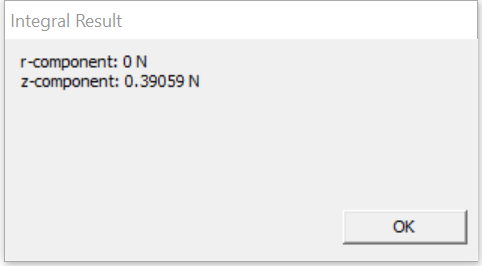 Integral Result
r-component: 0 N
z-component: 0.39059 N
OK